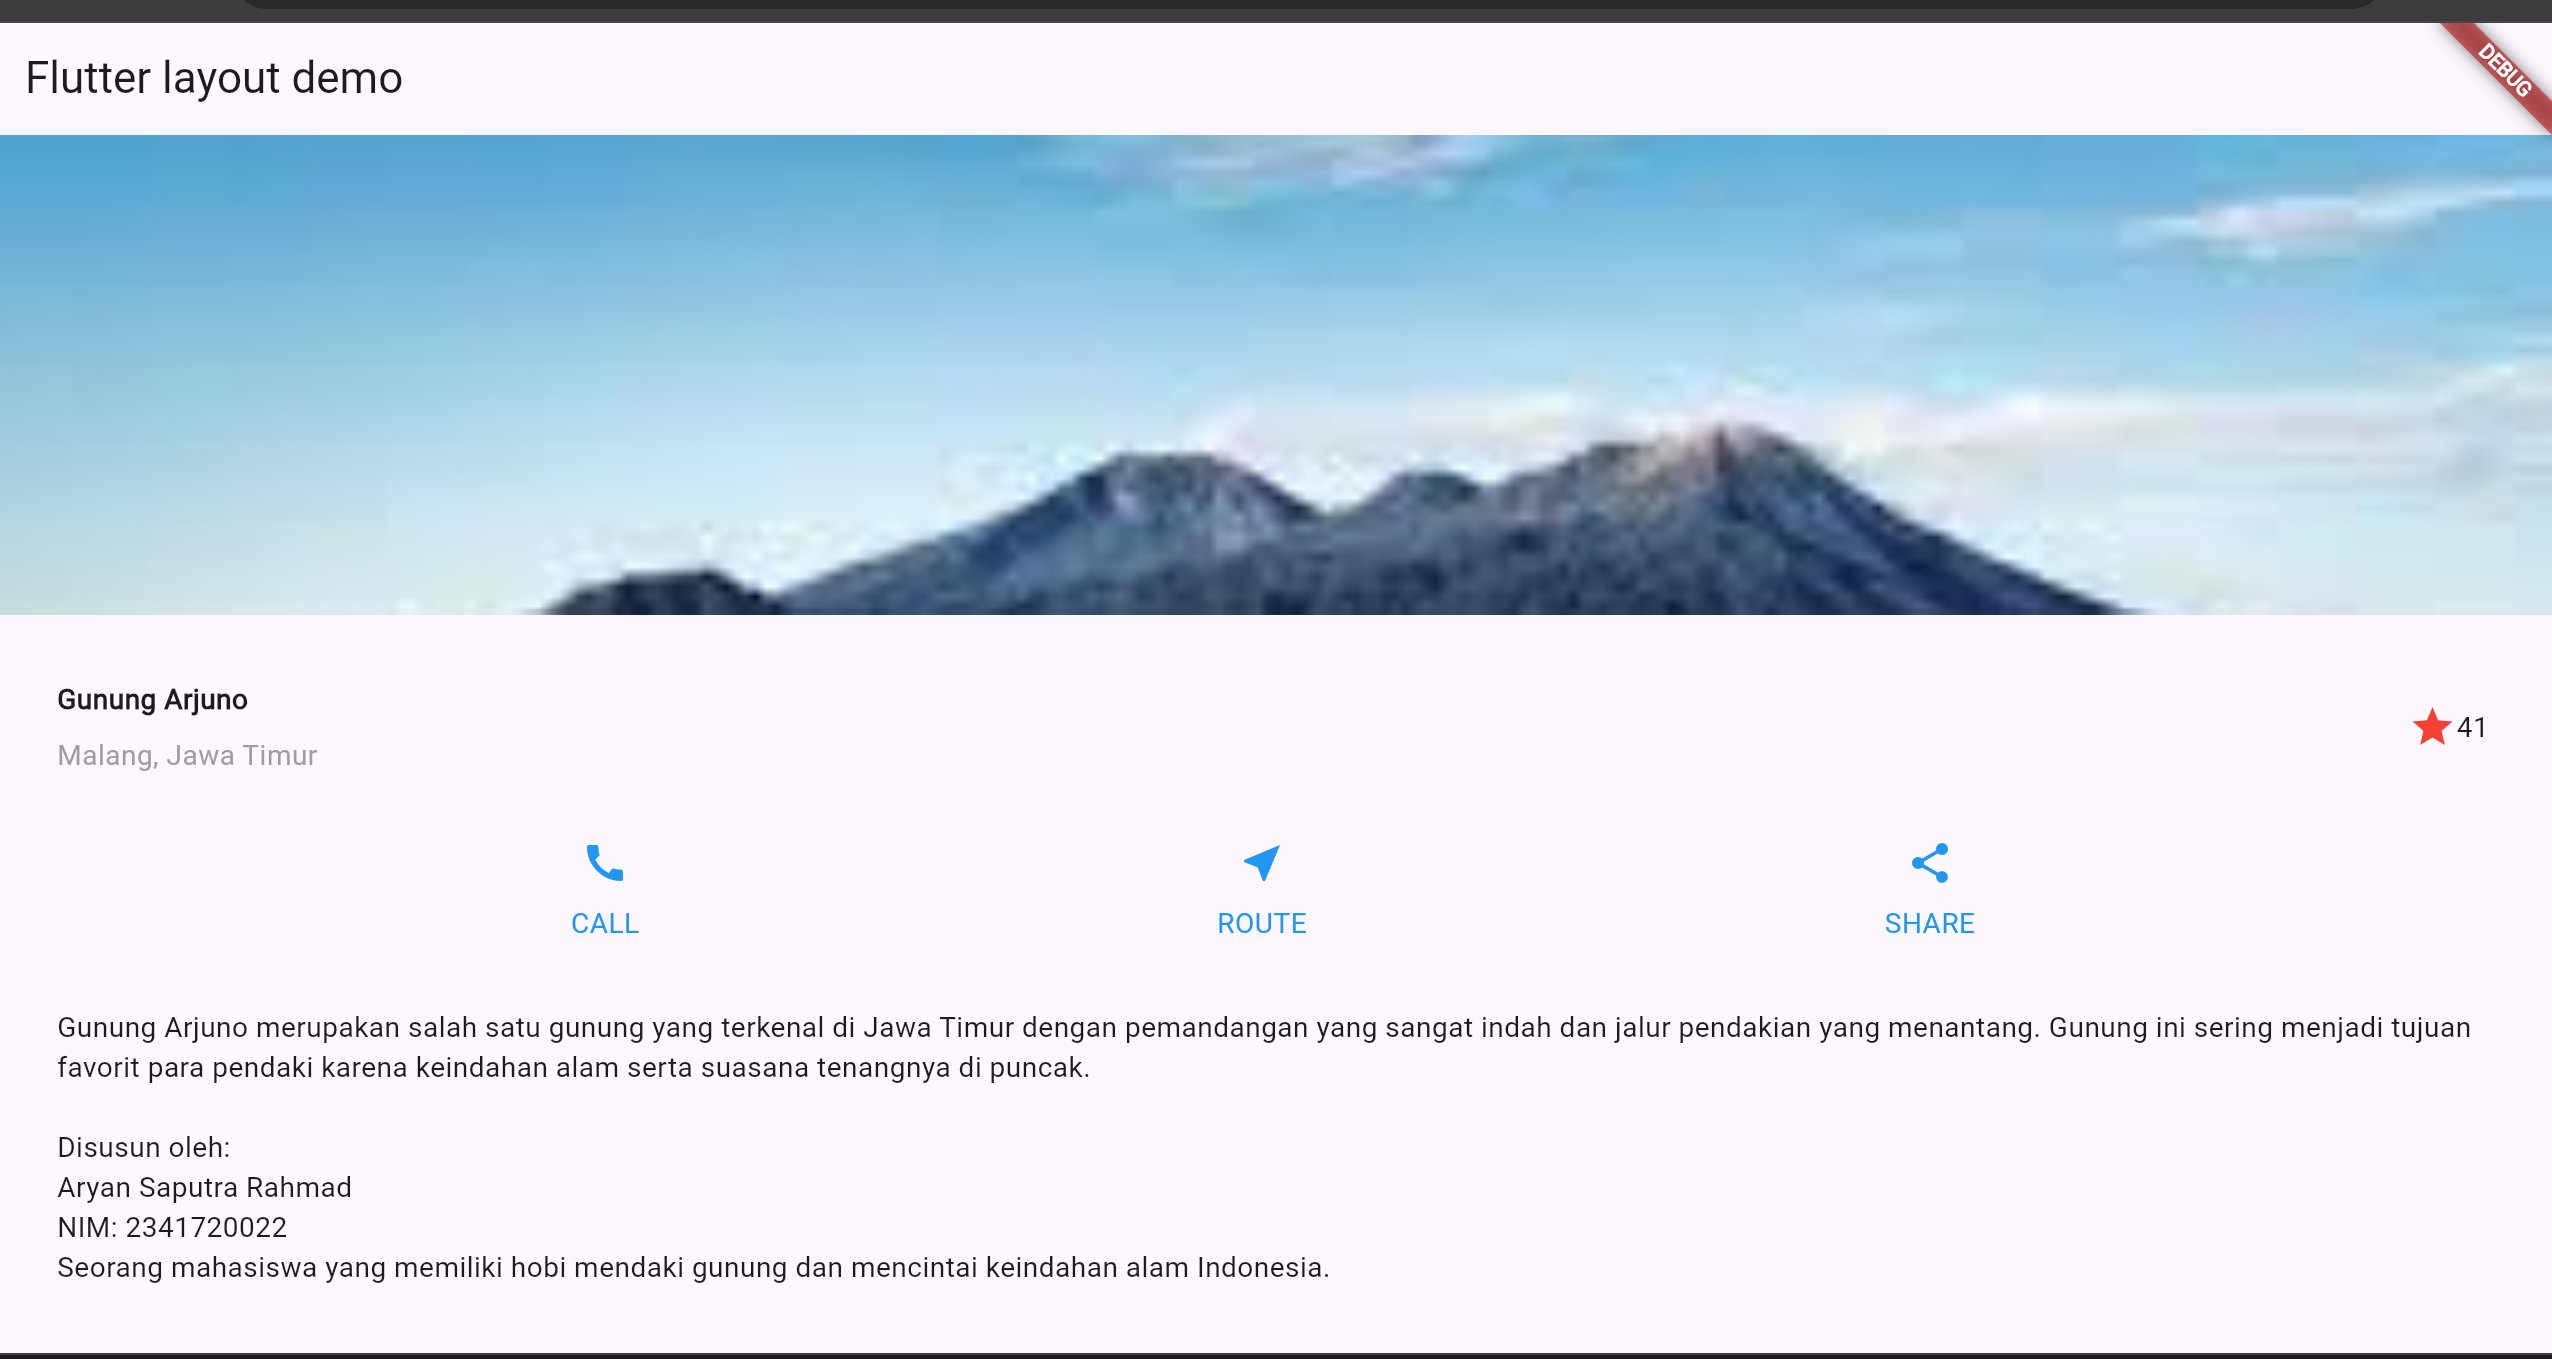 Flutter layout demo
DEBUG
Gunung Arjuno
Malang, Jawa Timur
41
CALL
ROUTE
SHARE
Gunung Arjuno merupakan salah satu gunung yang terkenal di Jawa Timur dengan pemandangan yang sangat indah dan jalur pendakian yang menantang. Gunung ini sering menjadi tujuan
favorit para pendaki karena keindahan alam serta suasana tenangnya di puncak.
Disusun oleh:
Aryan Saputra Rahmad
NIM: 2341720022
Seorang mahasiswa yang memiliki hobi mendaki gunung dan mencintai keindahan alam Indonesia.